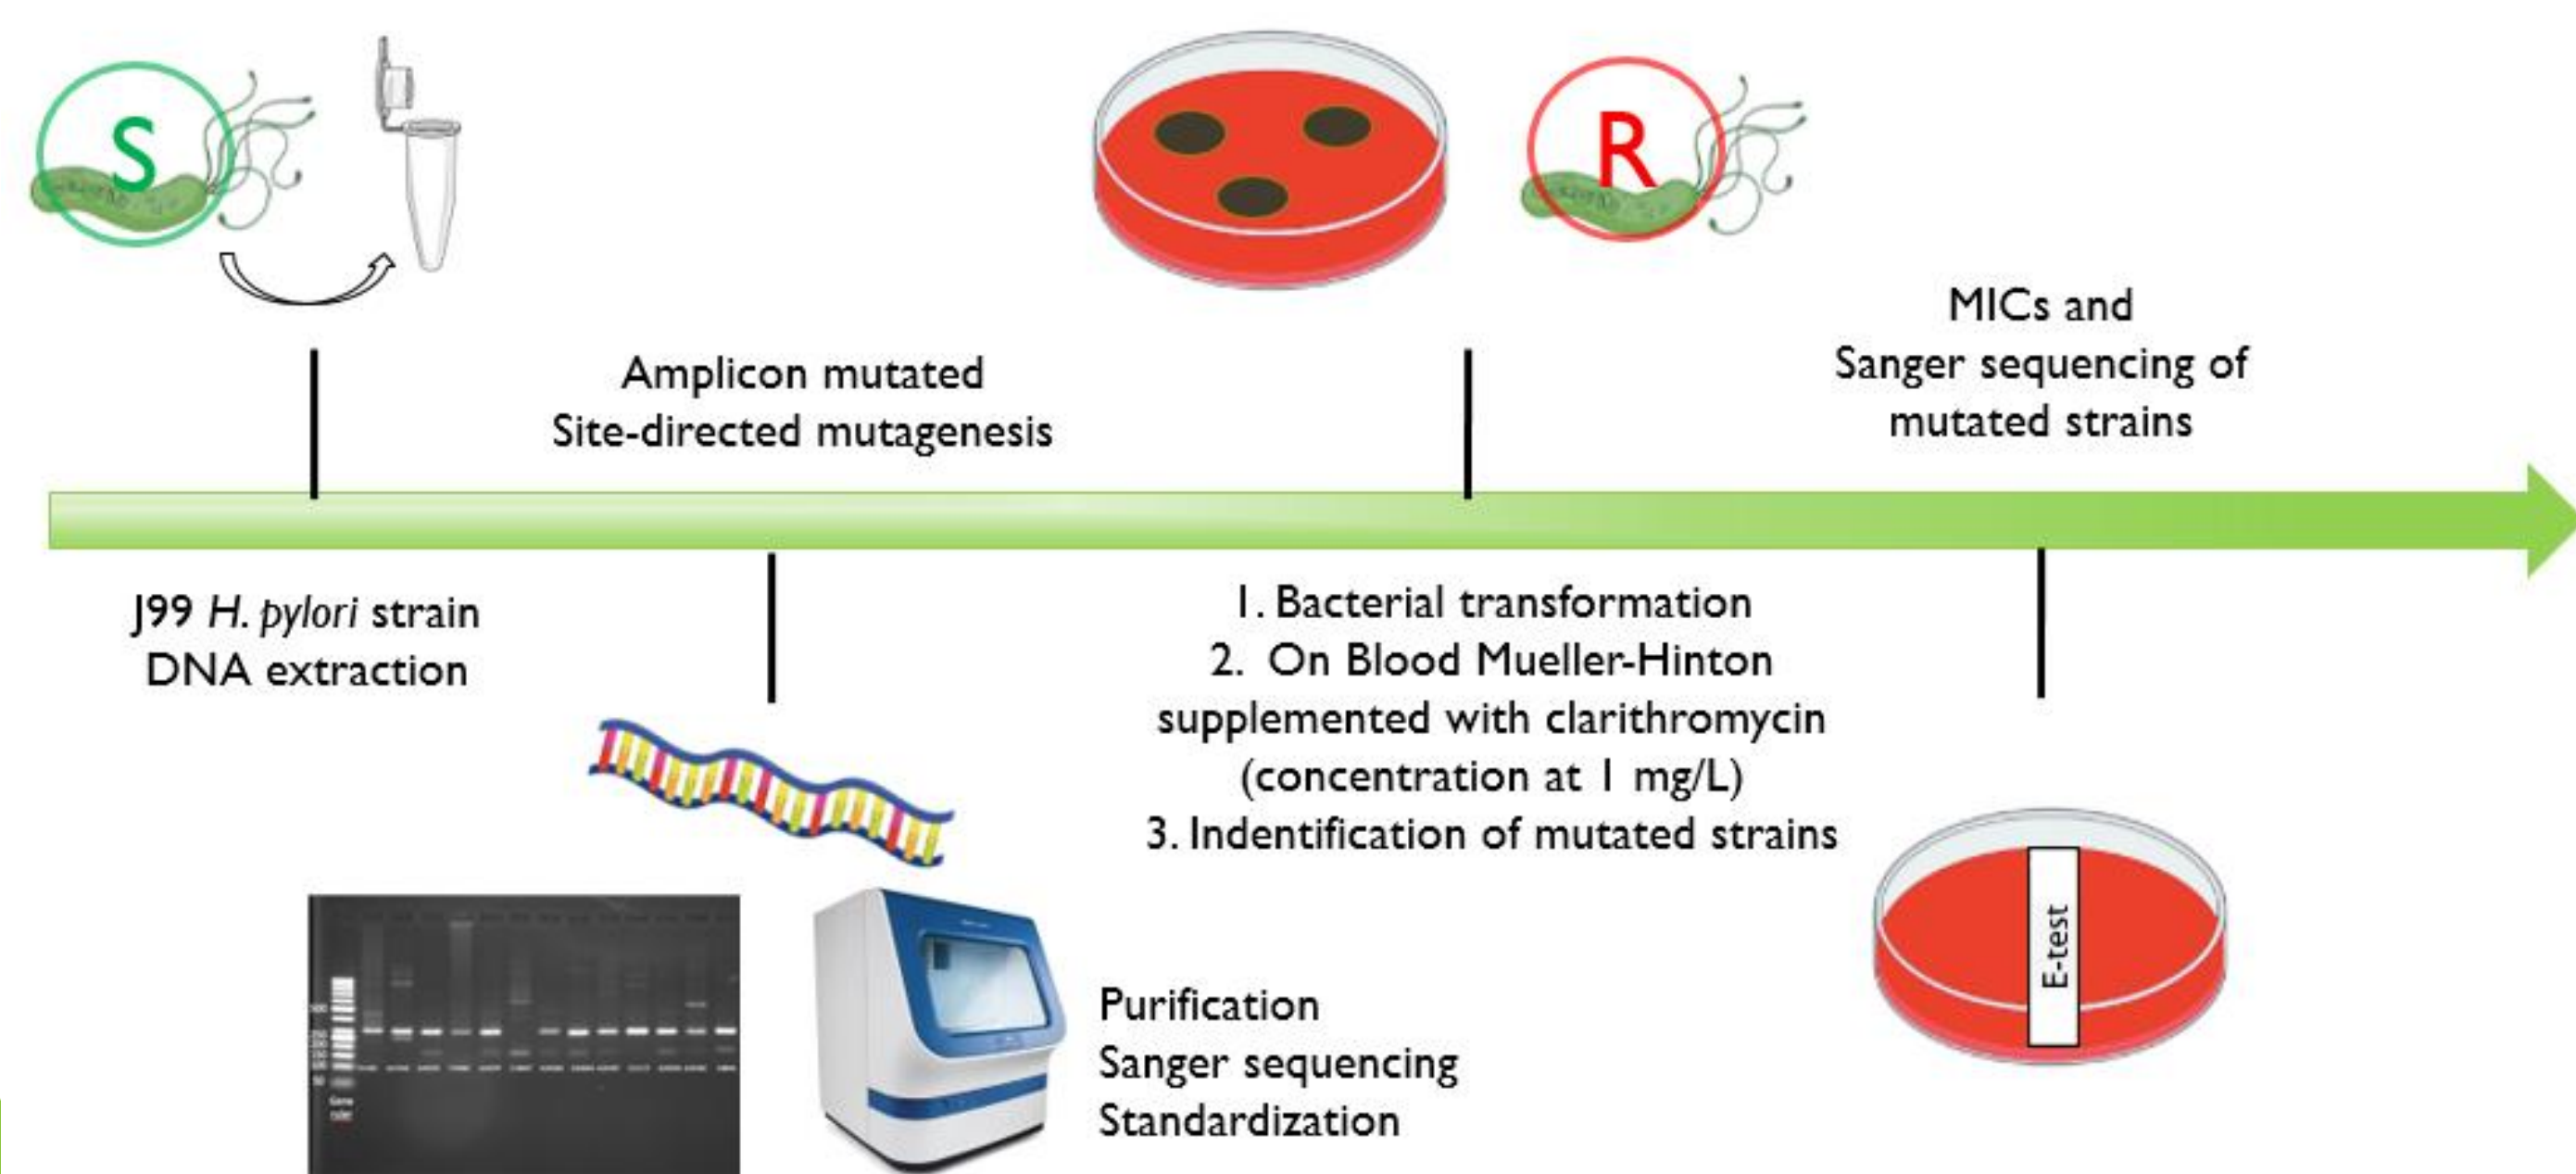 S
R
MICs and
Sanger sequencing of
mutated strains
Amplicon mutated
Site-directed mutagenesis
J99 H. pylori strain
DNA extraction
1. Bacterial transformation
2. On Blood Mueller-Hinton
supplemented with clarithromycin
(concentration at 1 mg/L)
3. Indentification of mutated strains
E-test
Purification
Sanger sequencing
Standardization